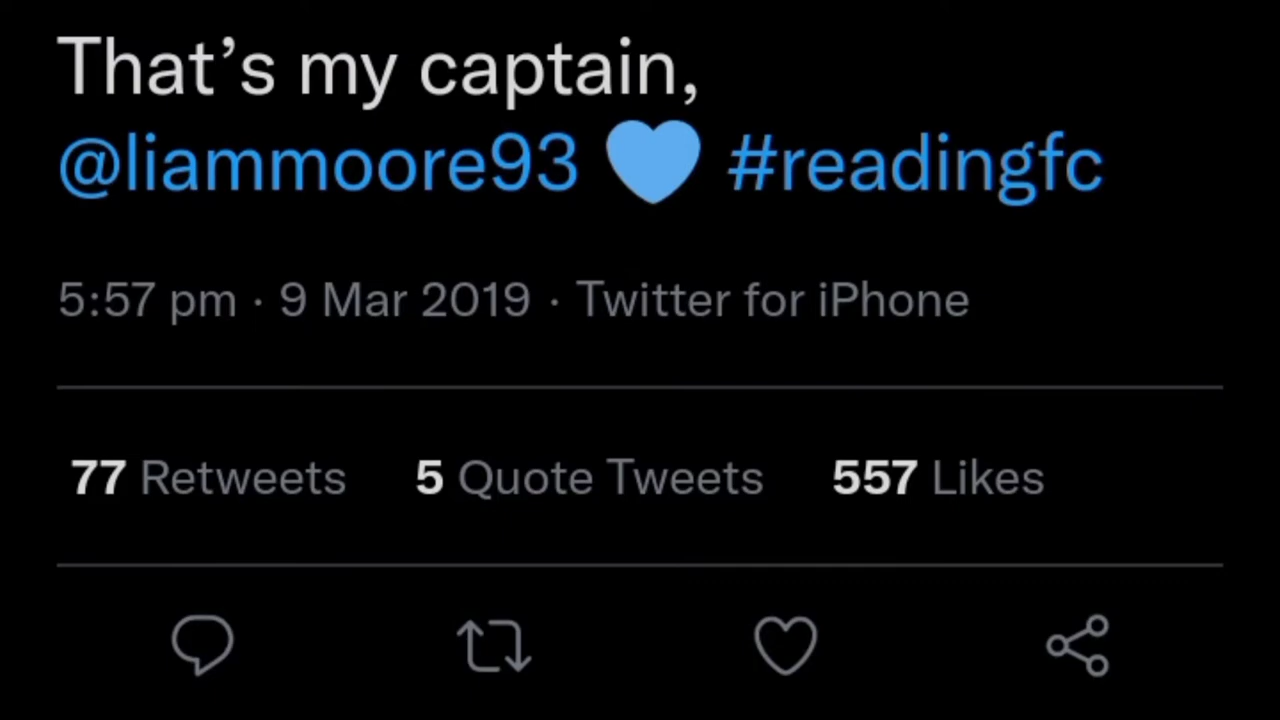 That’s my captain,
@liammoore93 💙 #readingfc
5:57 pm · 9 Mar 2019 · Twitter for iPhone
77 Retweets 5 Quote Tweets 557 Likes